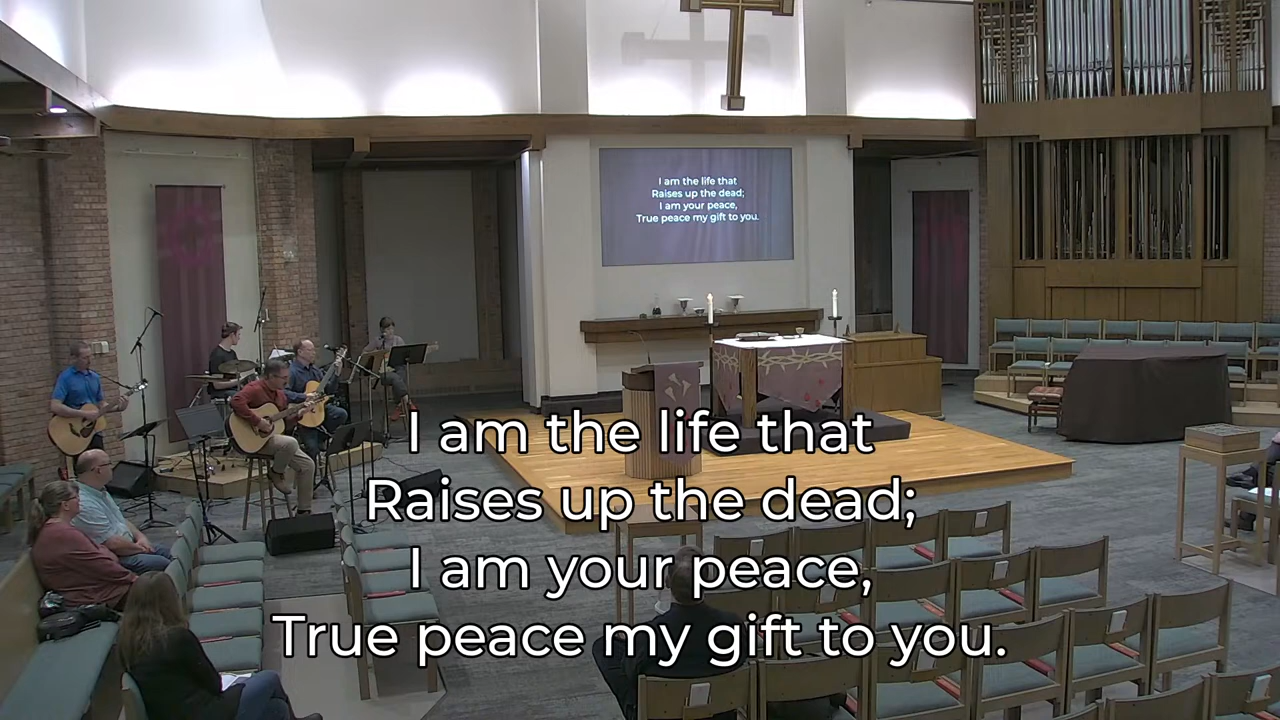 I am the life that
Raises up the dead;
I am your peace,
True peace my gift to you.
I am the life that
Raises up the dead;
I am your peace,
True peace my gift to you.